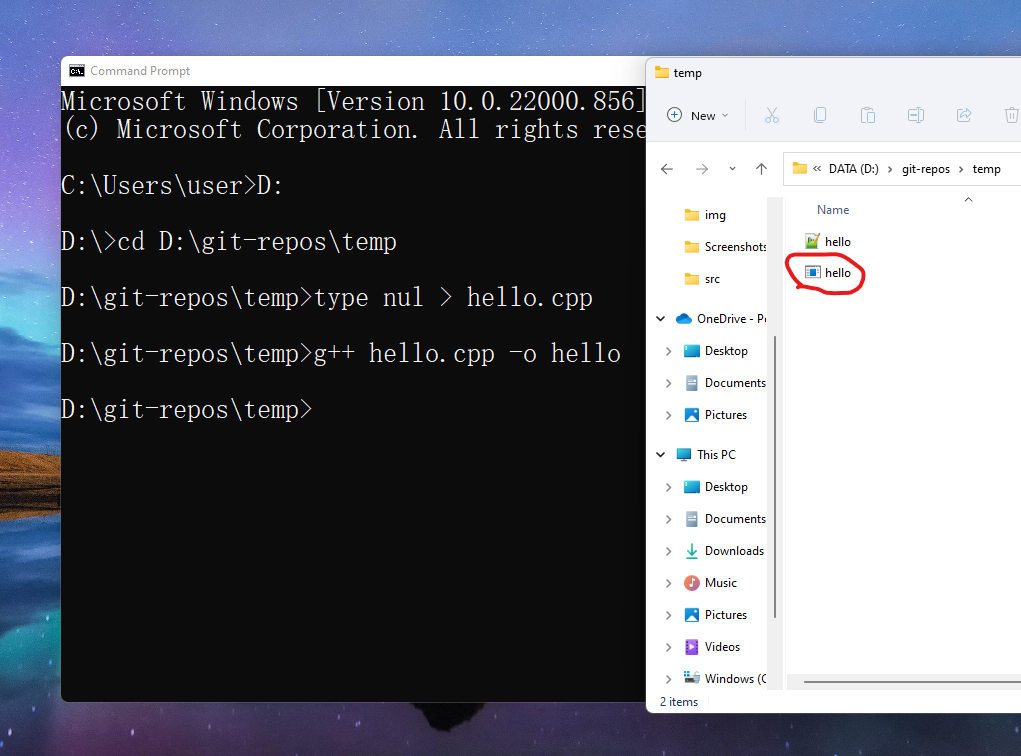 Command Prompt
Microsoft Windows [Version 10.0.22000.856]
(c) Microsoft Corporation. All rights rese
C:\Users\user>D:
D:\>cd D:\git-repos\temp
D:\git-repos\temp>type nul > hello.cpp
D:\git-repos\temp>g++ hello.cpp -o hello
D:\git-repos\temp>
temp
New
« DATA (D:) > git-repos > temp
img
Screenshots
src
OneDrive - Pe
Desktop
Documents
Pictures
This PC
Desktop
Documents
Downloads
Music
Pictures
Videos
Windows (C
Name
hello
hello
2 items